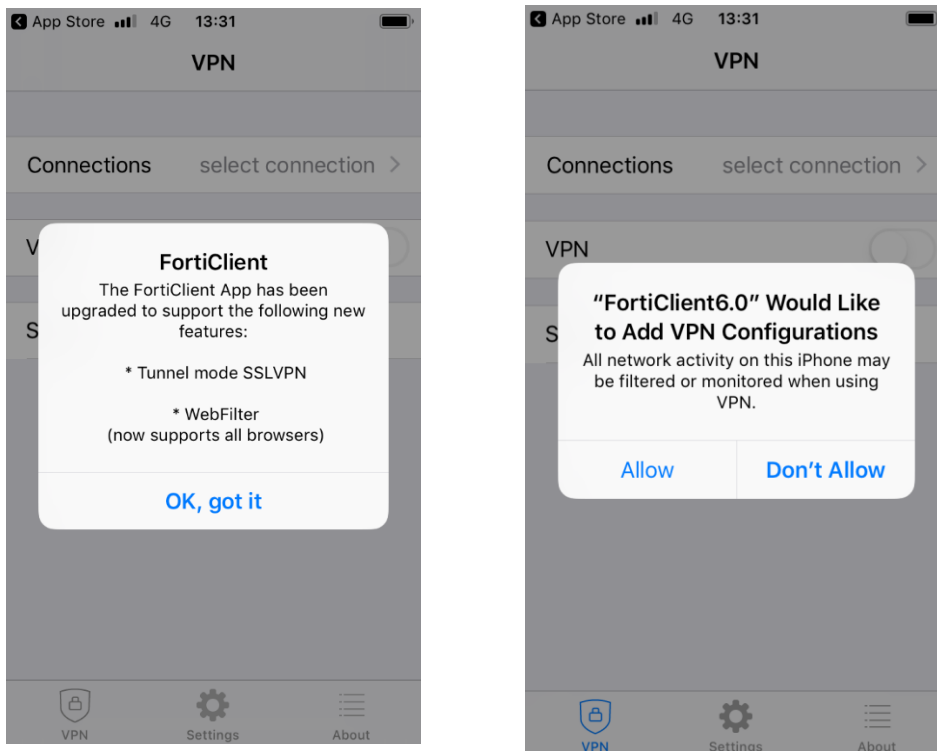 App Store 4G 13:31
VPN
Connections select connection >
V
FortiClient
The FortiClient App has been
upgraded to support the following new
features:
* Tunnel mode SSLVPN
* WebFilter
(now supports all browsers)
S
OK, got it
VPN Settings About
App Store 4G 13:31
VPN
Connections select connection >
VPN
"FortiClient6.0" Would Like
to Add VPN Configurations
S
All network activity on this iPhone may
be filtered or monitored when using
VPN.
Allow Don't Allow
VPN Settings About